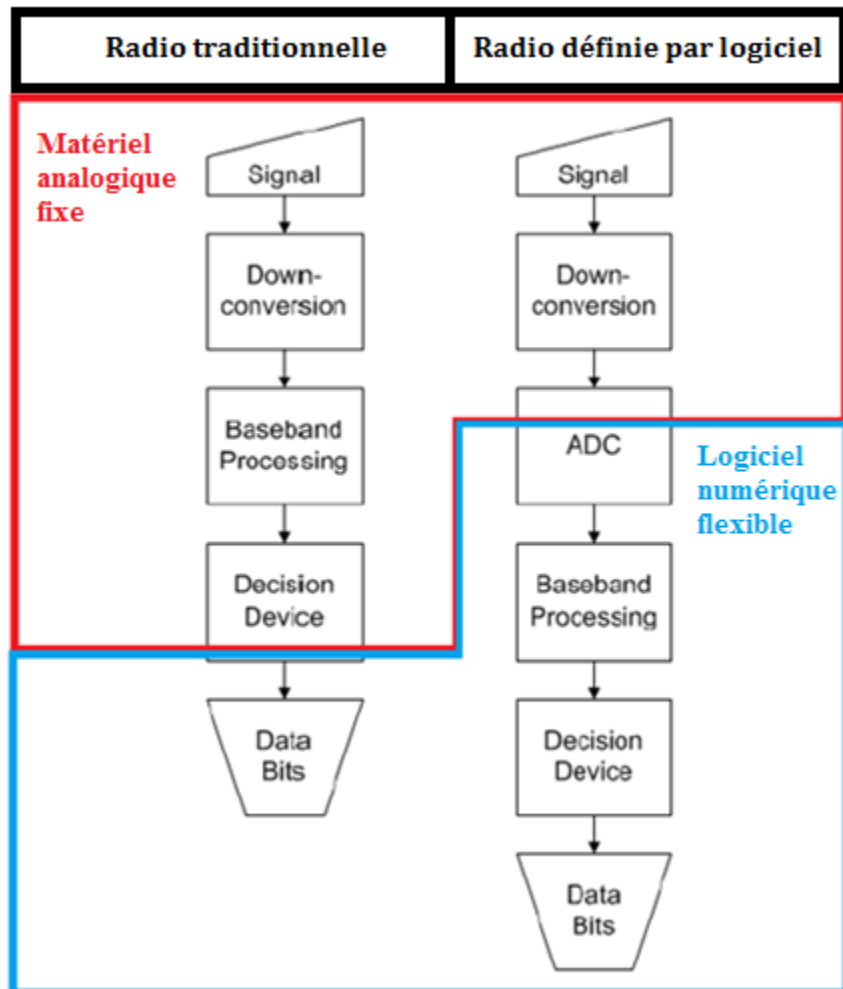 Radio traditionnelle
Radio définie par logiciel
Matériel
analogique
fixe
Signal
Down-
conversion
Baseband
Processing
Decision
Device
Data
Bits
Signal
Down-
conversion
ADC
Logiciel
numérique
flexible
Baseband
Processing
Decision
Device
Data
Bits